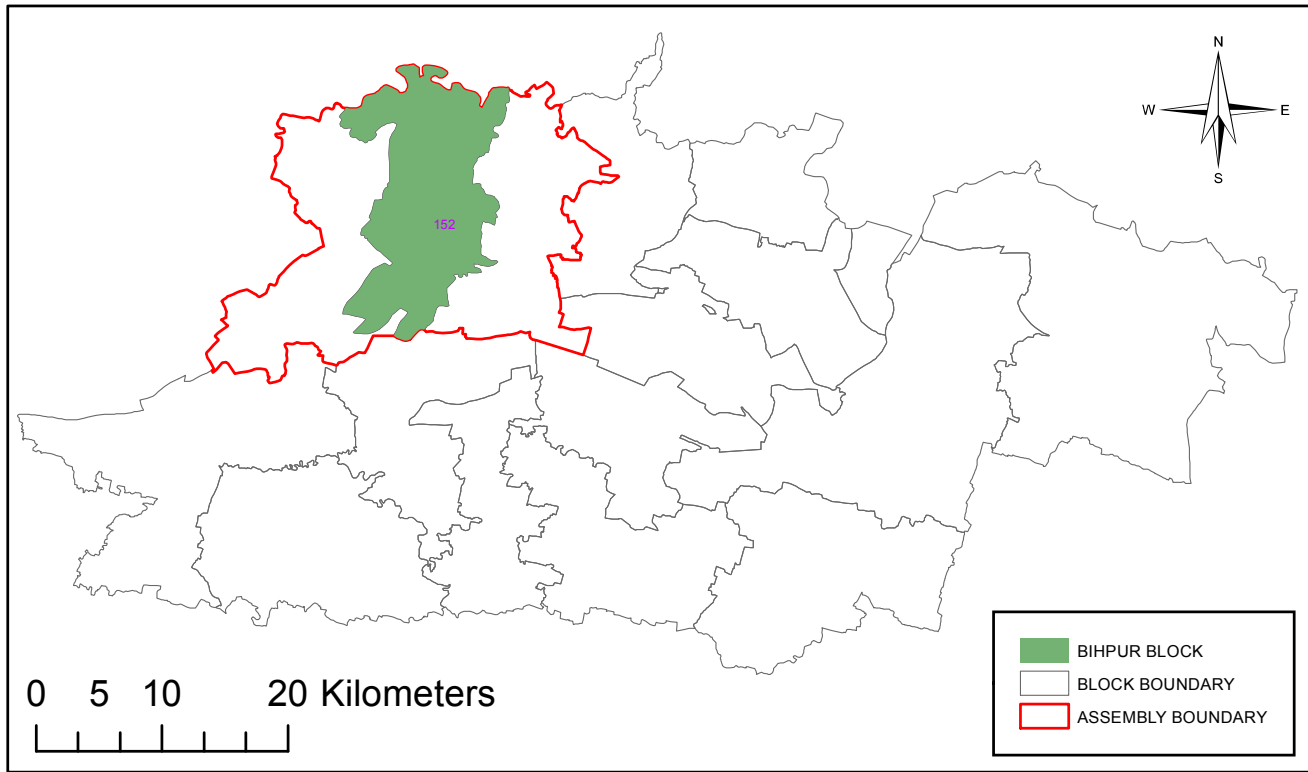 N
W E
S
152
0 5 10 20 Kilometers
BIHPUR BLOCK
BLOCK BOUNDARY
ASSEMBLY BOUNDARY